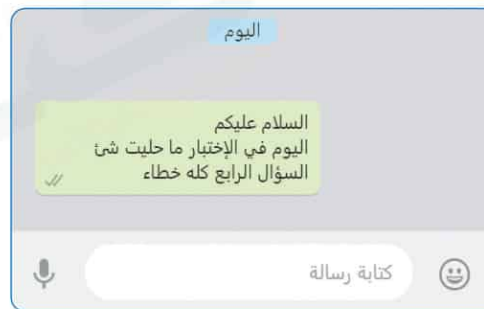 اليوم
السلام عليكم
اليوم في الإختبار ما حليت شئ
السؤال الرابع كله خطاء
كتابة رسالة